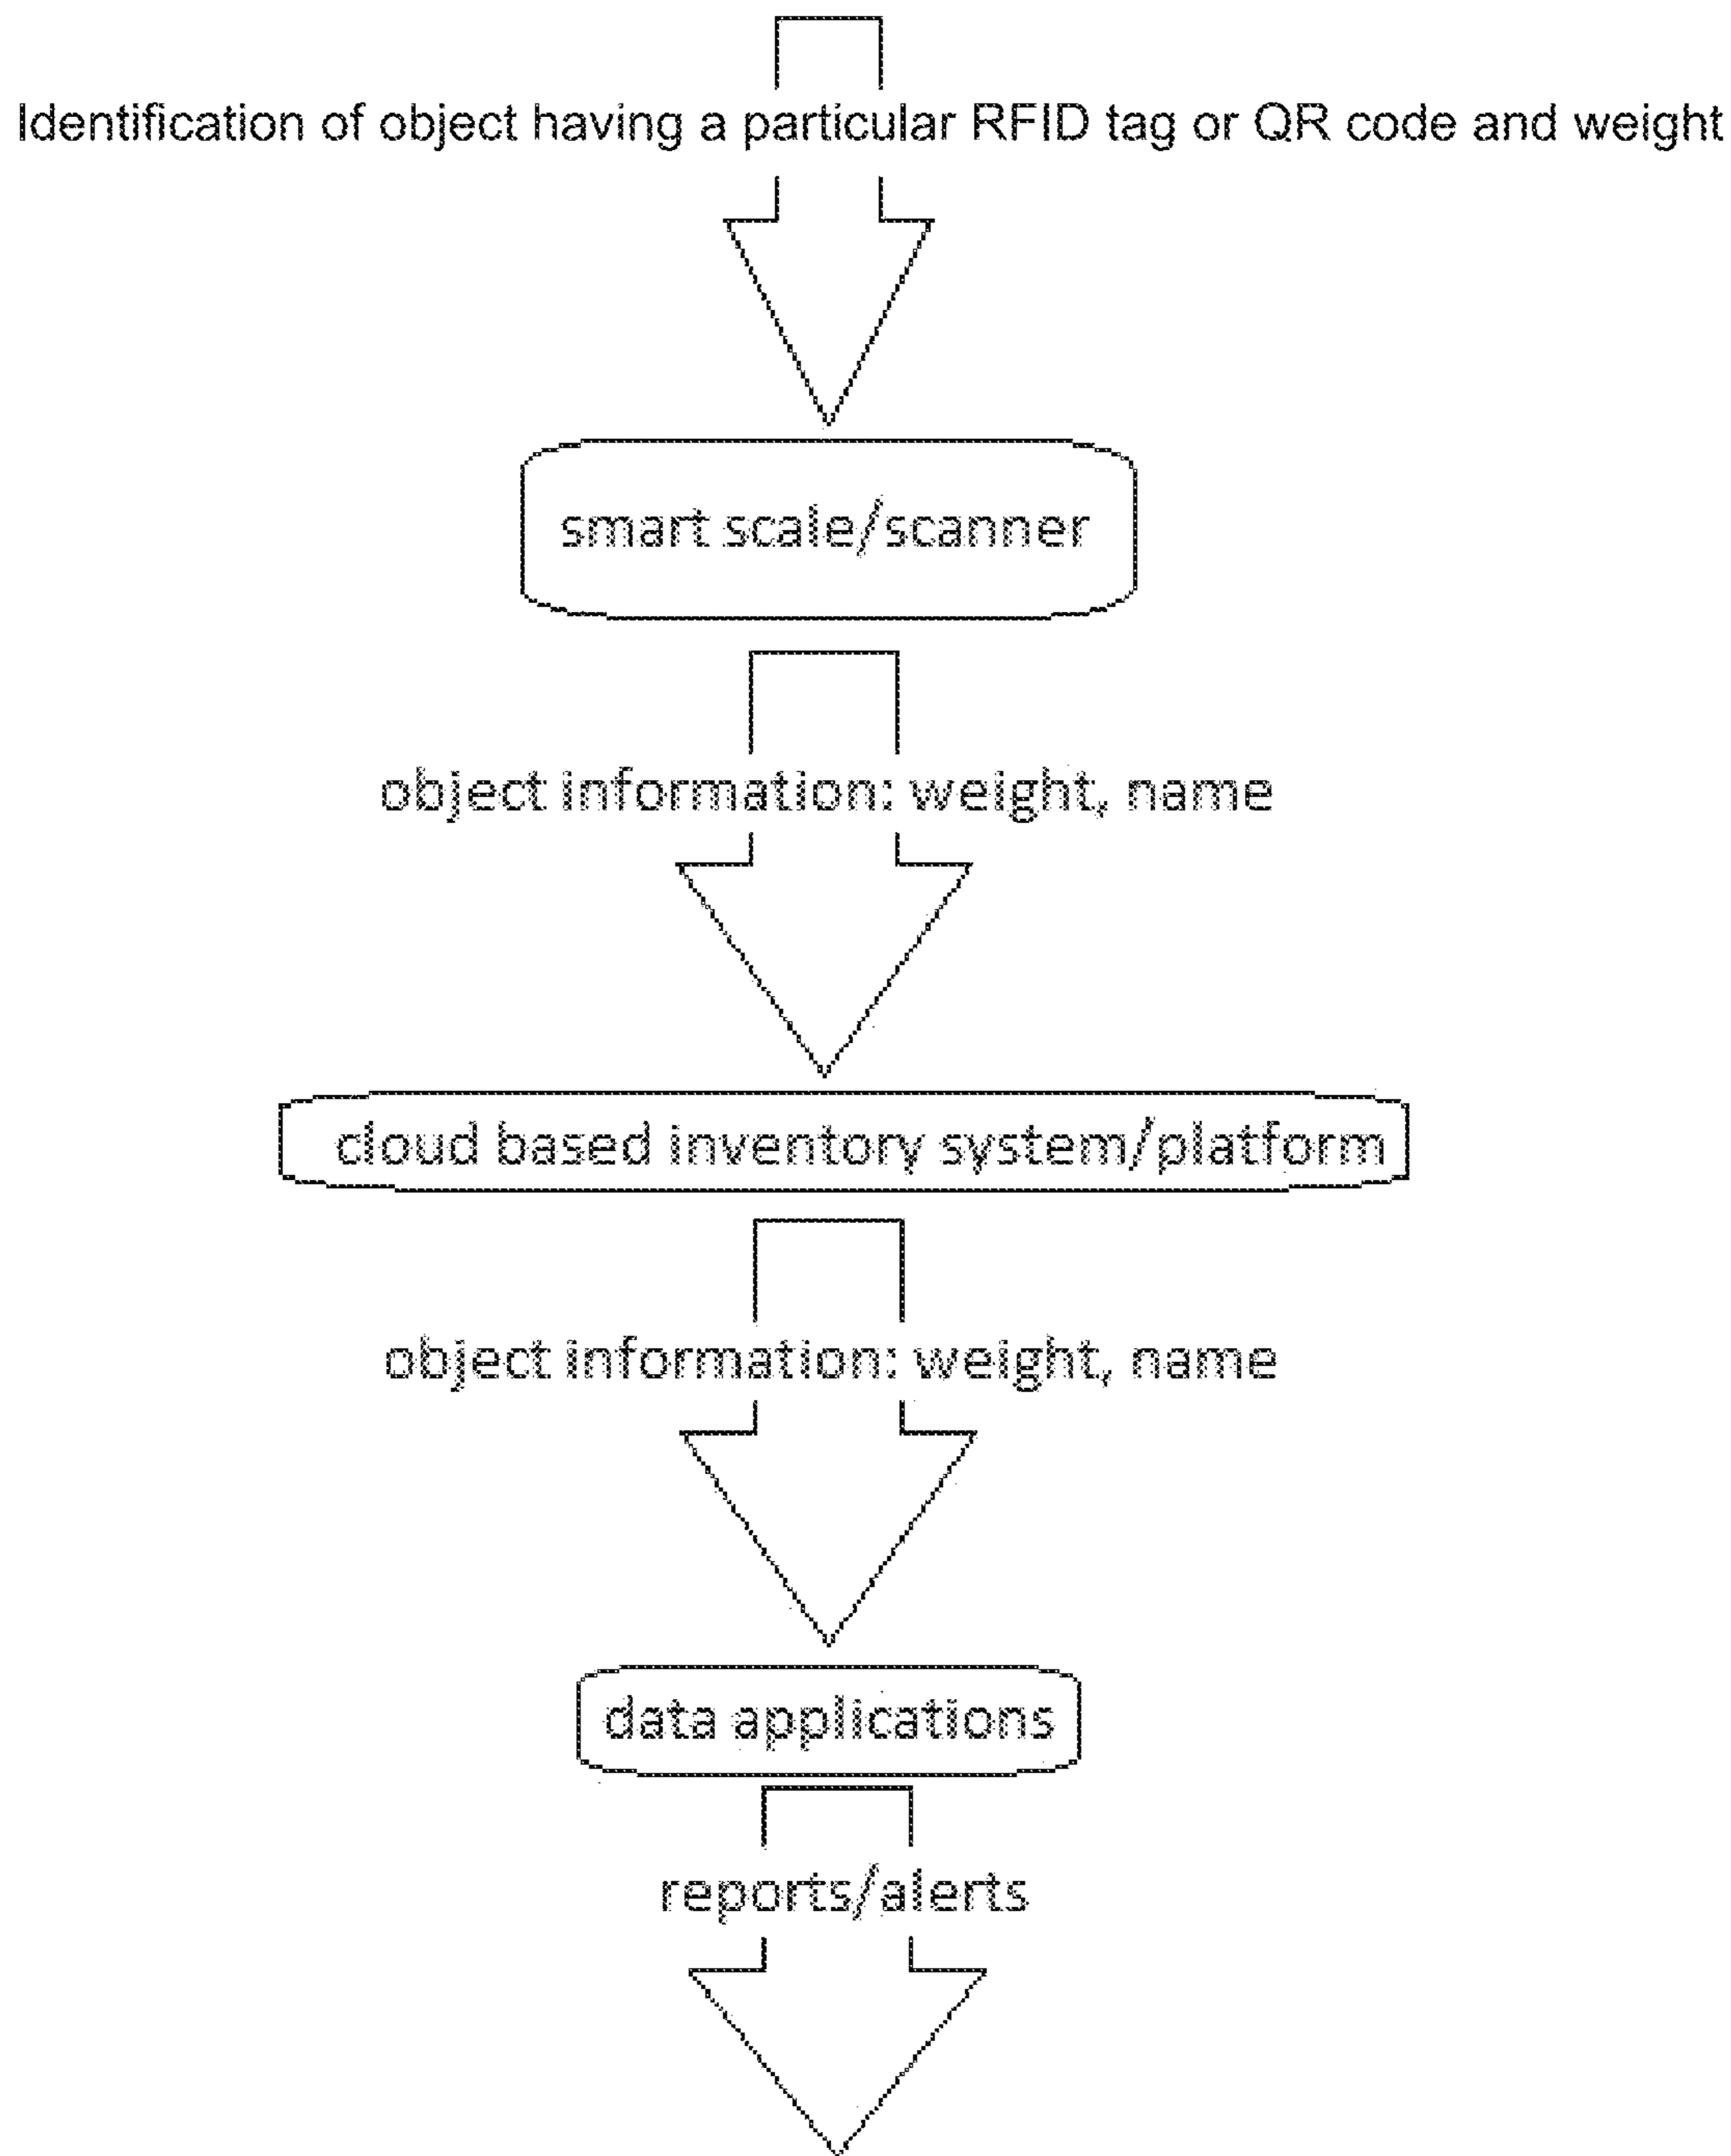 Identification of object having a particular RFID tag or QR code and weight
smart scale/scanner
object information: weight, name
cloud based inventory system/platform
object information: weight, name
data applications
reports/alerts